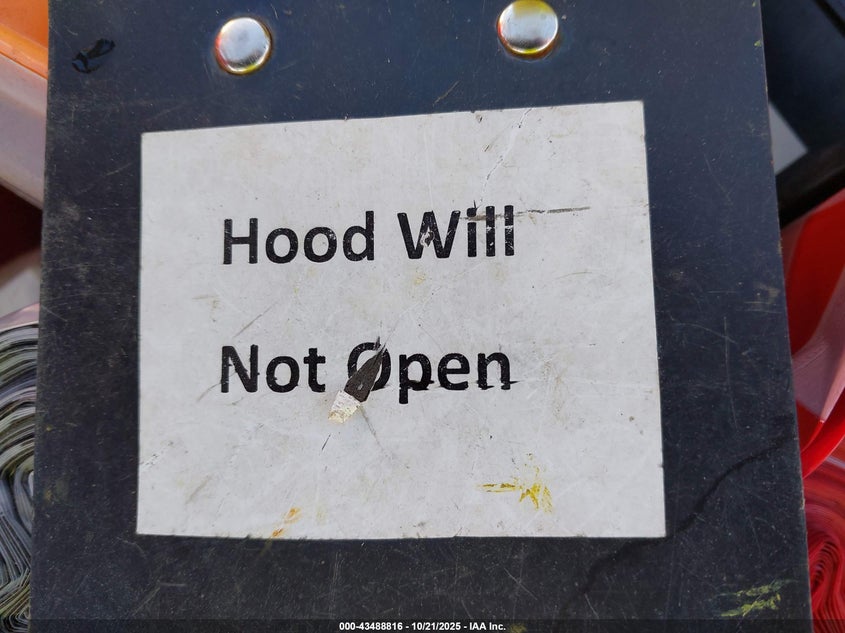 Hood Will
Not Open
000-43488816 - 10/21/2025 - IAA Inc.